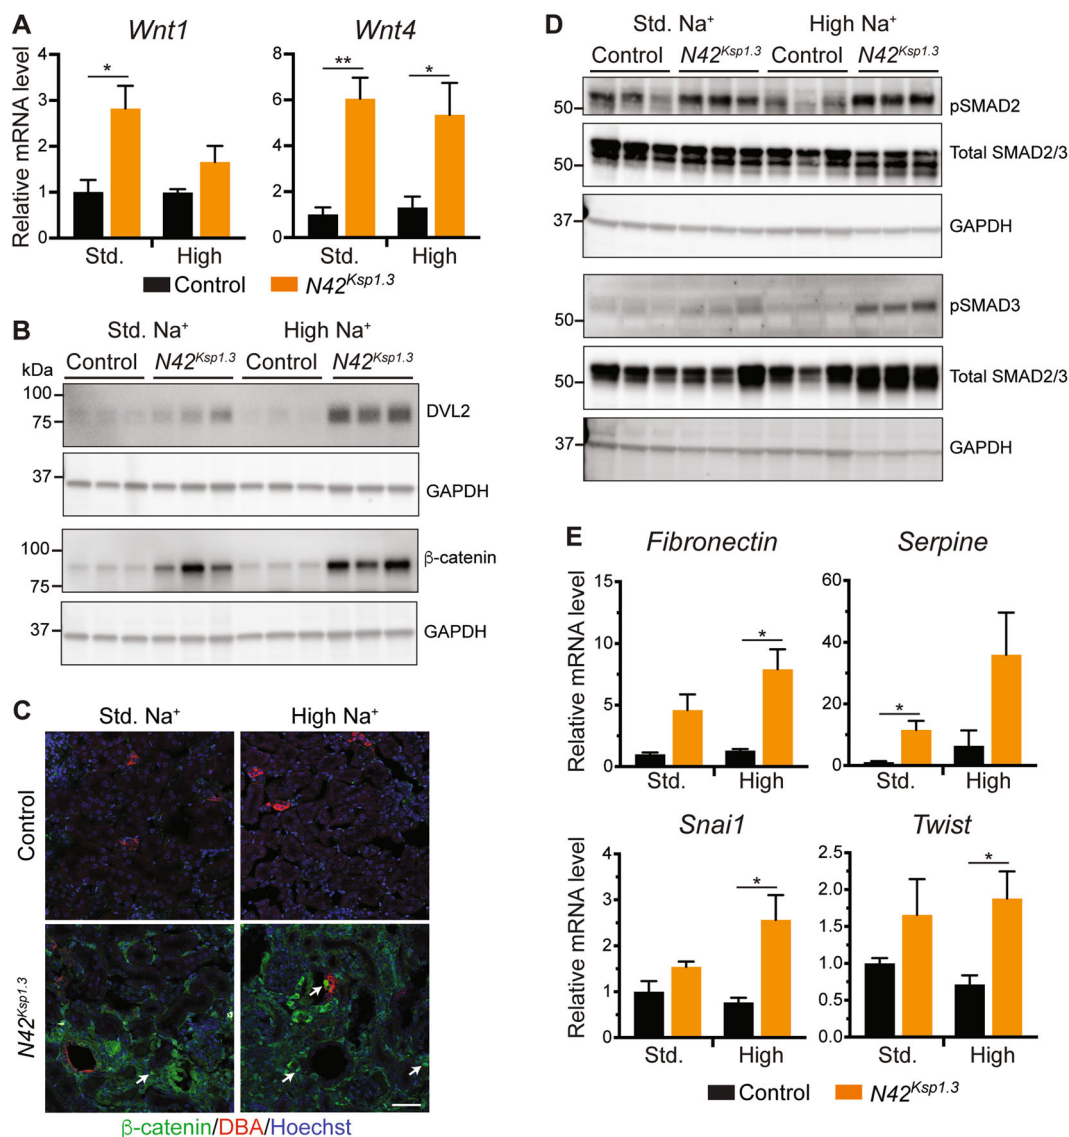 A
Wnt1
Wnt4
Relative mRNA level
4
3
2
1
0
*
Std.
High
8
6
4
2
0
**
*
Std.
High
Control
N42Ksp1.3
B
Std. Na+
High Na+
kDa
Control
N42Ksp1.3
Control
N42Ksp1.3
100
75
DVL2
37
GAPDH
100
75
β-catenin
37
GAPDH
C
Std. Na+
High Na+
Control
N42Ksp1.3
β-catenin/DBA/Hoechst
D
Std. Na+
High Na+
Control
N42Ksp1.3
Control
N42Ksp1.3
50
pSMAD2
50
Total SMAD2/3
37
GAPDH
50
pSMAD3
50
Total SMAD2/3
37
GAPDH
E
Fibronectin
Serpine
Relative mRNA level
15
10
5
0
*
Std.
High
60
40
20
0
*
Std.
High
Snai1
Twist
Relative mRNA level
4
3
2
1
0
*
Std.
High
2.5
2.0
1.5
1.0
0.5
0.0
*
Std.
High
Control
N42Ksp1.3